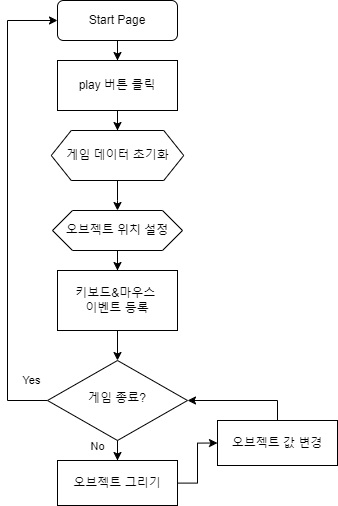 Start Page
play 버튼 클릭
게임 데이터 초기화
오브젝트 위치 설정
키보드&마우스
이벤트 등록
Yes
게임 종료?
No
오브젝트 값 변경
오브젝트 그리기